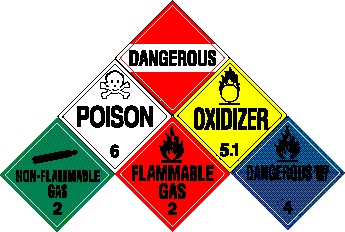 DANGEROUS
POISON
6
OXIDIZER
5.1
NON-FLAMMABLE
GAS
2
FLAMMABLE
GAS
2
DANGEROUS
4